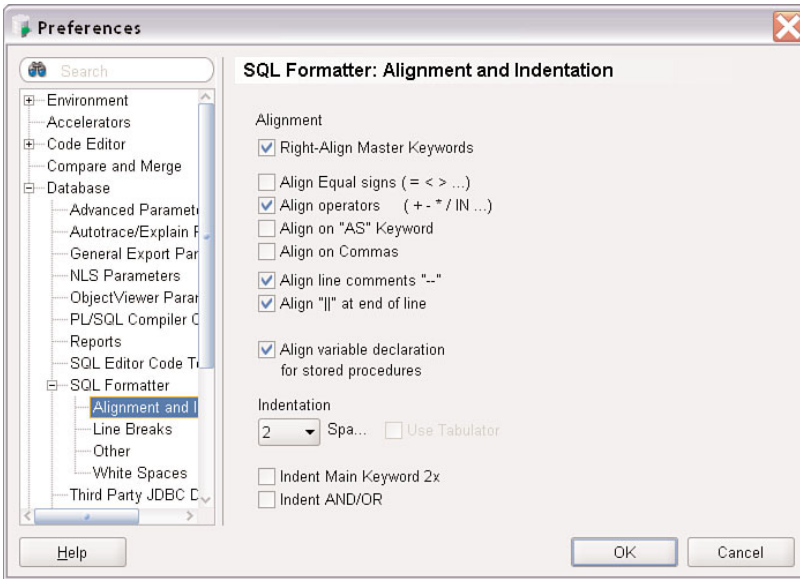 Preferences
Search
Environment
Accelerators
Code Editor
Compare and Merge
Database
Advanced Paramet
Autotrace/Explain P
General Export Par
NLS Parameters
ObjectViewer Parar
PL/SQL Compiler O
Reports
SQL Editor Code Te
SQL Formatter
Alignment and I
Line Breaks
Other
White Spaces
Third Party JDBC D
Help
SQL Formatter: Alignment and Indentation
Alignment
Right-Align Master Keywords
Align Equal signs ( = < > ...)
Align operators ( + - * / IN ...)
Align on "AS" Keyword
Align on Commas
Align line comments "--"
Align "||" at end of line
Align variable declaration
for stored procedures
Indentation
2 Spa... Use Tabulator
Indent Main Keyword 2x
Indent AND/OR
OK Cancel